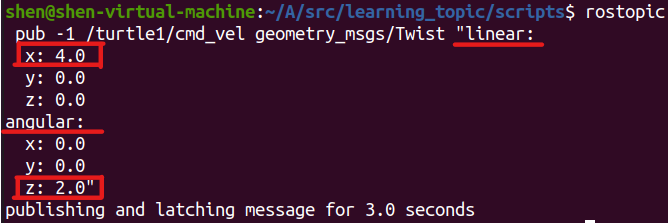 shen@shen-virtual-machine:~/A/src/learning_topic/scripts$ rostopic
 pub -1 /turtle1/cmd_vel geometry_msgs/Twist "linear:
  x: 4.0
  y: 0.0
  z: 0.0
angular:
  x: 0.0
  y: 0.0
  z: 2.0"
publishing and latching message for 3.0 seconds